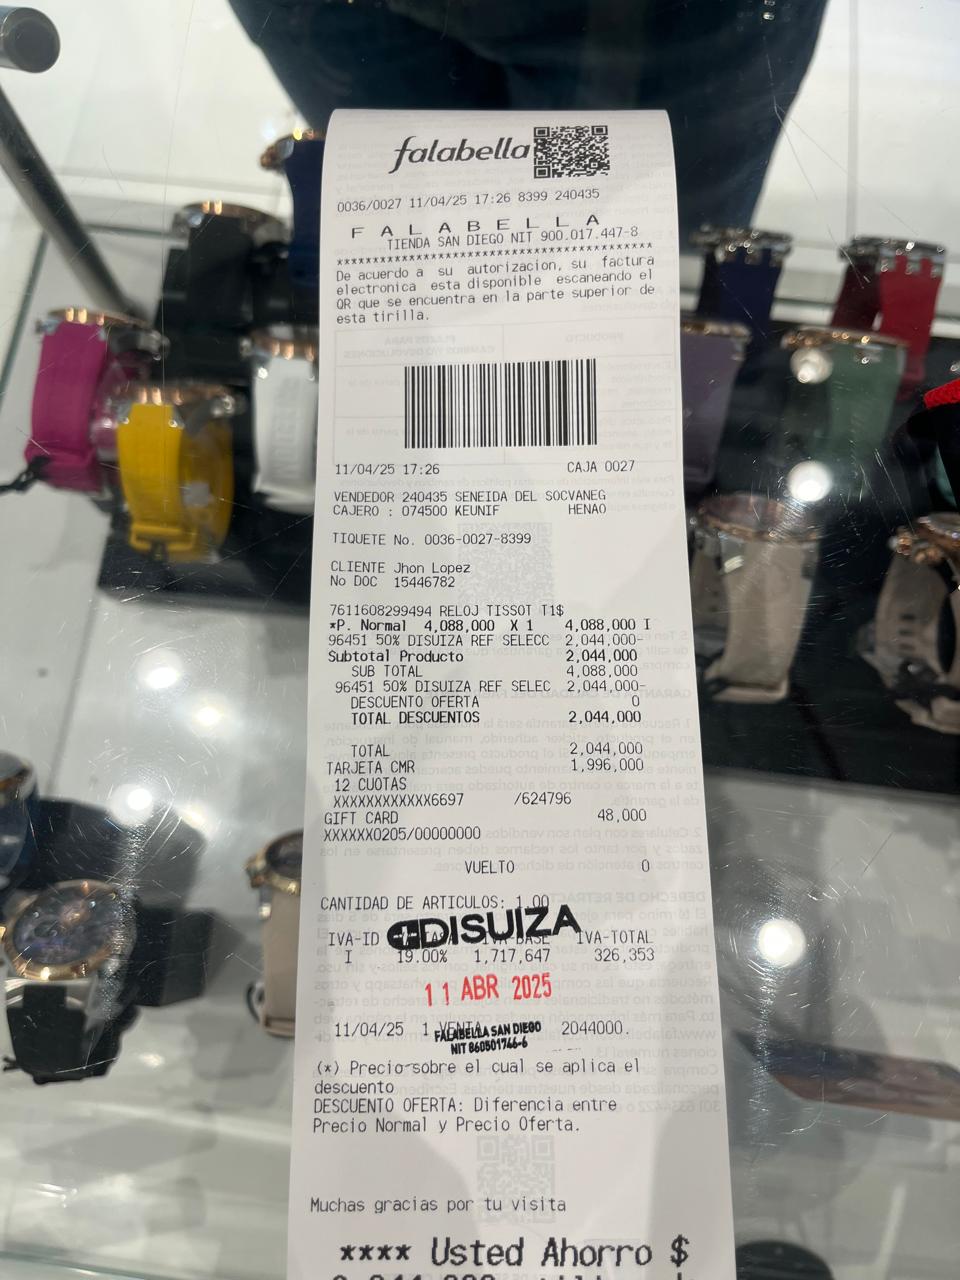 falabella
0036/0027 11/04/25 17:26 8399 240435
F A L A B E L L A
TIENDA SAN DIEGO NIT 900.017.447-8
****************************************
De acuerdo a su autorizacion, su factura
electronica esta disponible escaneando el
QR que se encuentra en la parte superior de
esta tirilla.
11/04/25 17:26 CAJA 0027
VENDEDOR 240435 SENEIDA DEL SOCVANEG
CAJERO : 074500 KEUNIF HENAO
TIQUETE No. 0036-0027-8399
CLIENTE Jhon Lopez
No DOC 15446782
7611608299494 RELOJ TISSOT T1$
*P. Normal 4,088,000 X 1 4,088,000 I
96451 50% DISUIZA REF SELECC 2,044,000-
Subtotal Producto 2,044,000
SUB TOTAL 4,088,000
96451 50% DISUIZA REF SELEC 2,044,000-
DESCUENTO OFERTA 0
TOTAL DESCUENTOS 2,044,000
TOTAL 2,044,000
TARJETA CMR 1,996,000
12 CUOTAS
XXXXXXXXXXXX6697 /624796
GIFT CARD 48,000
XXXXXX0205/00000000
VUELTO 0
CANTIDAD DE ARTICULOS: 1.00
DISUIZA
IVA-ID IVA-BASE IVA-TOTAL
I 19.00% 1,717,647 326,353
11 ABR 2025
11/04/25 1 VENTA 2044000.
FALABELLA SAN DIEGO
NIT 860501746-6
(*) Precio sobre el cual se aplica el
descuento
DESCUENTO OFERTA: Diferencia entre
Precio Normal y Precio Oferta.
Muchas gracias por tu visita
**** Usted Ahorro $